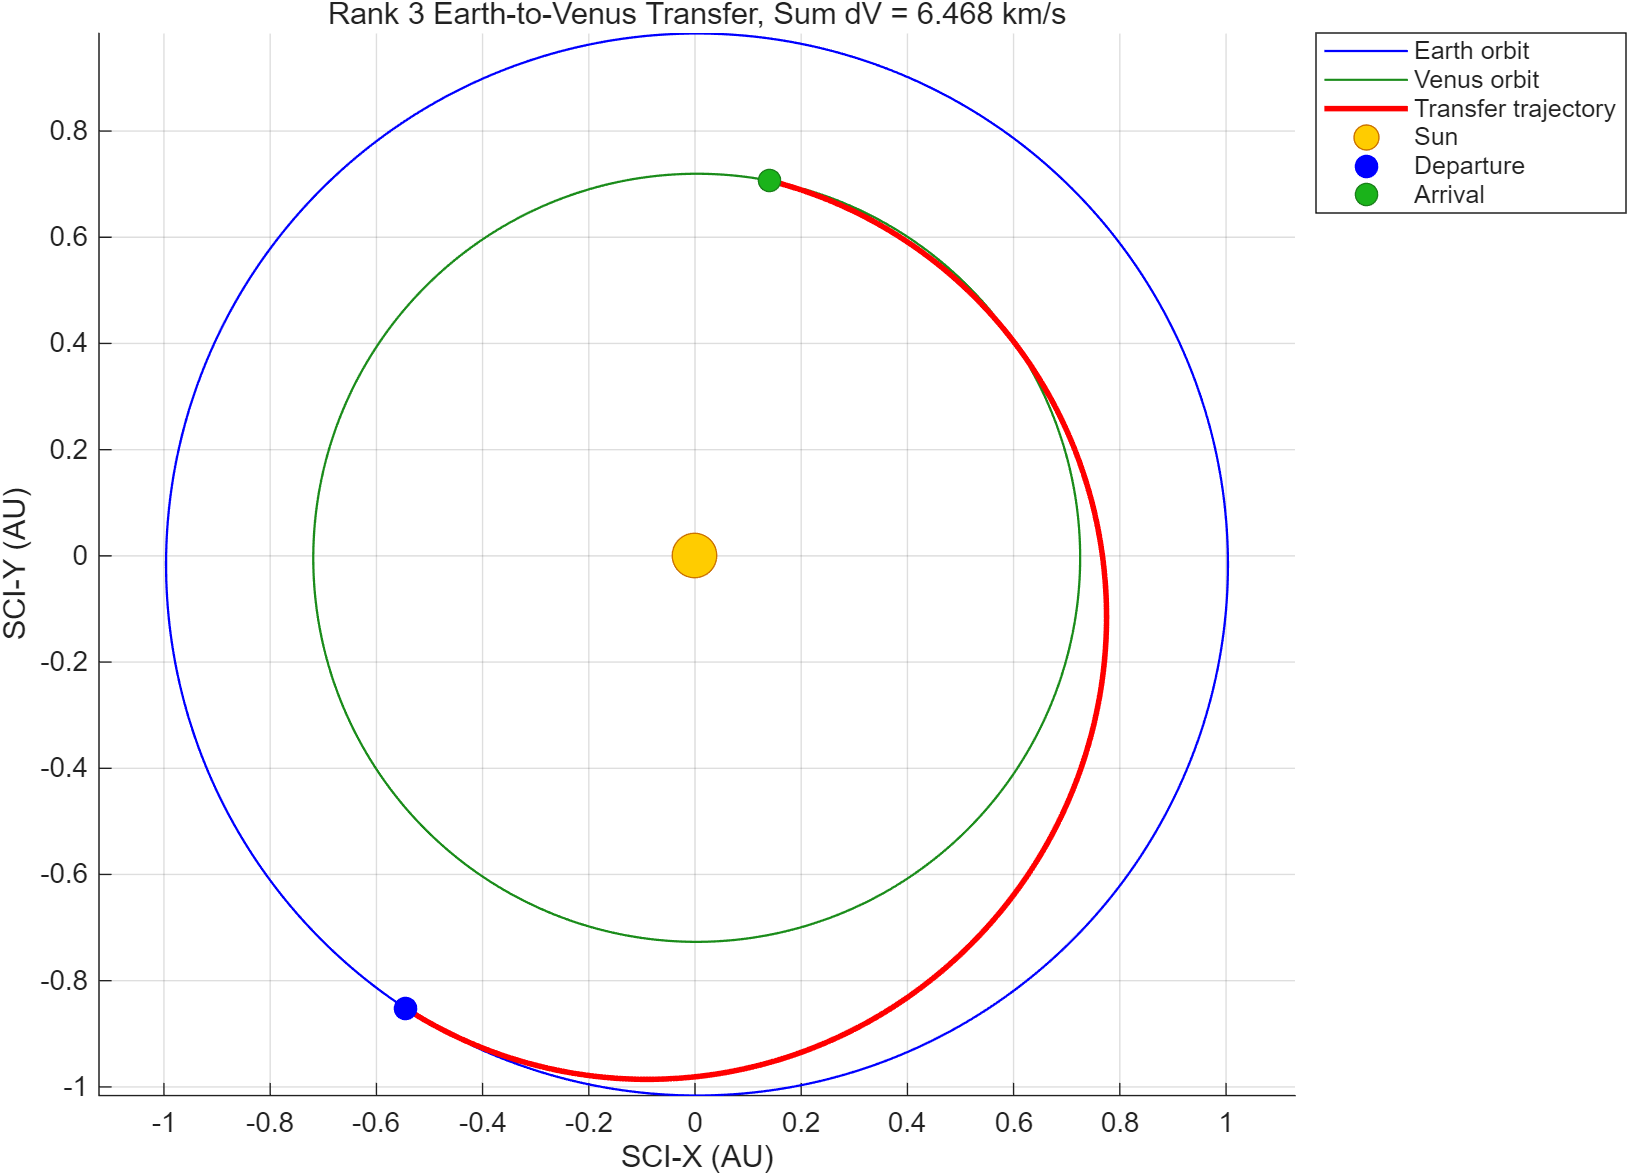 Rank 3 Earth-to-Venus Transfer, Sum dV = 6.468 km/s
Earth orbit
Venus orbit
Transfer trajectory
Sun
Departure
Arrival
SCI-Y (AU)
0.8
0.6
0.4
0.2
0
-0.2
-0.4
-0.6
-0.8
-1
-1 -0.8 -0.6 -0.4 -0.2 0 0.2 0.4 0.6 0.8 1
SCI-X (AU)